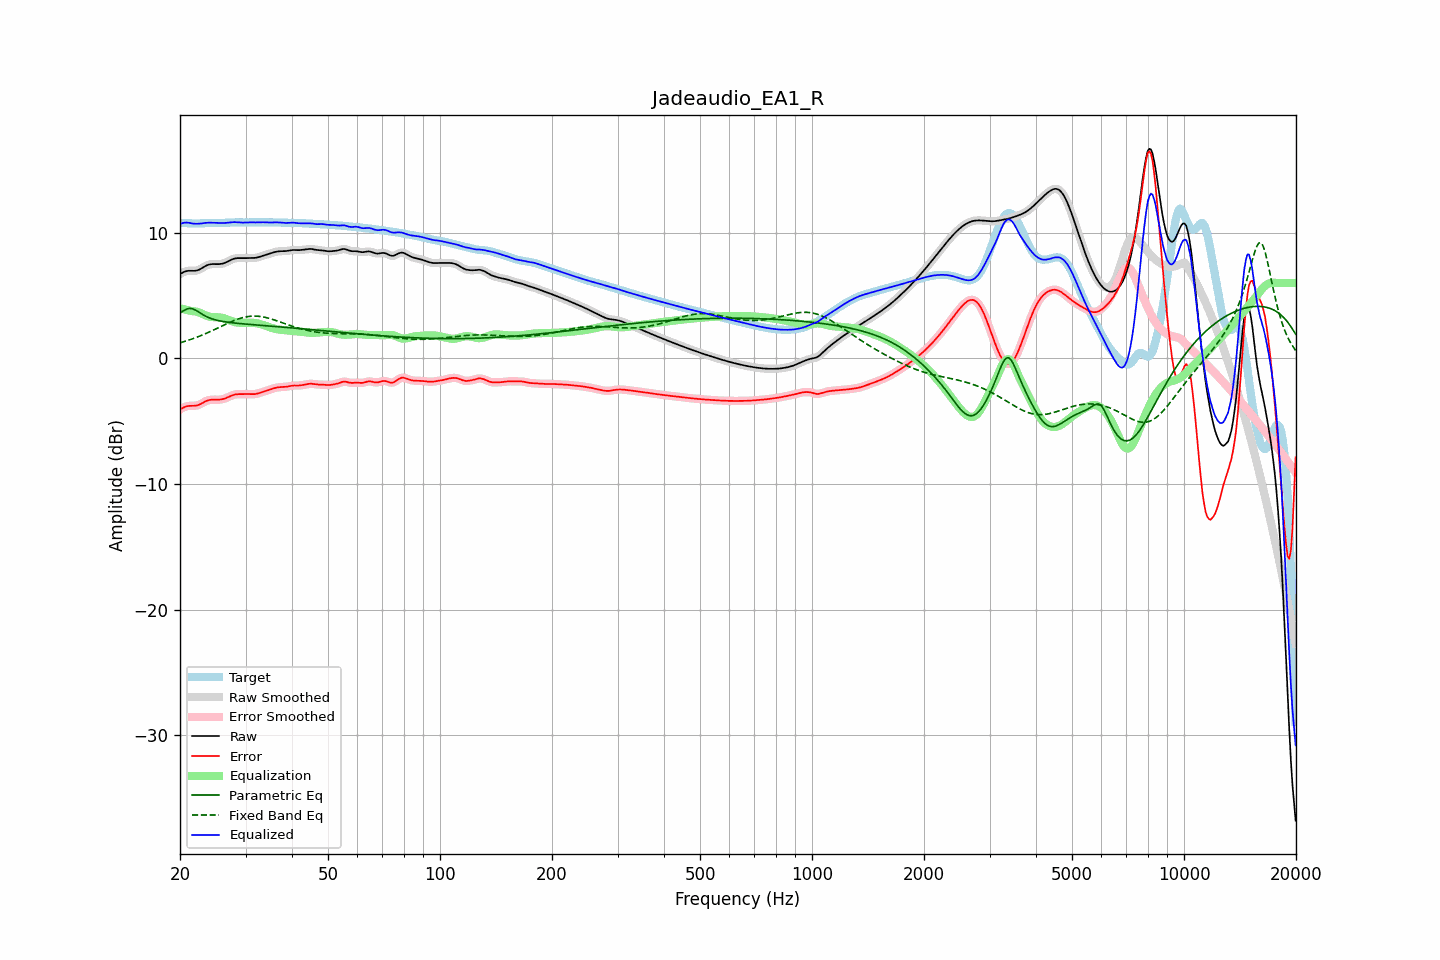 Jadeaudio_EA1_R
Amplitude (dBr)
10
0
−10
−20
−30
Target
Raw Smoothed
Error Smoothed
Raw
Error
Equalization
Parametric Eq
Fixed Band Eq
Equalized
20 50 100 200 500 1000 2000 5000 10000 20000
Frequency (Hz)